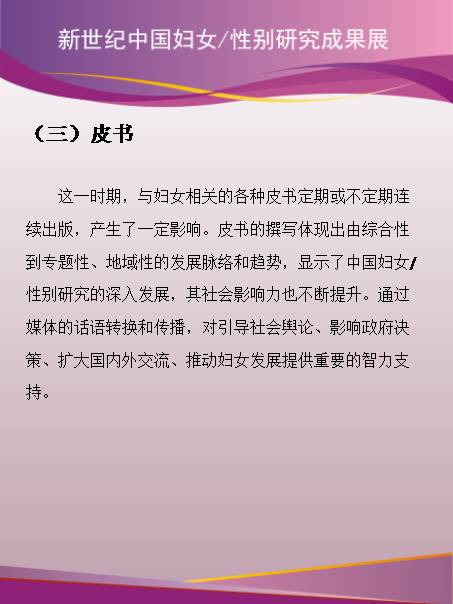 新世纪中国妇女/性别研究成果展
（三）皮书
这一时期，与妇女相关的各种皮书定期或不定期连
续出版，产生了一定影响。皮书的撰写体现出由综合性
到专题性、地域性的发展脉络和趋势，显示了中国妇女/
性别研究的深入发展，其社会影响力也不断提升。通过
媒体的话语转换和传播，对引导社会舆论、影响政府决
策、扩大国内外交流、推动妇女发展提供重要的智力支
持。